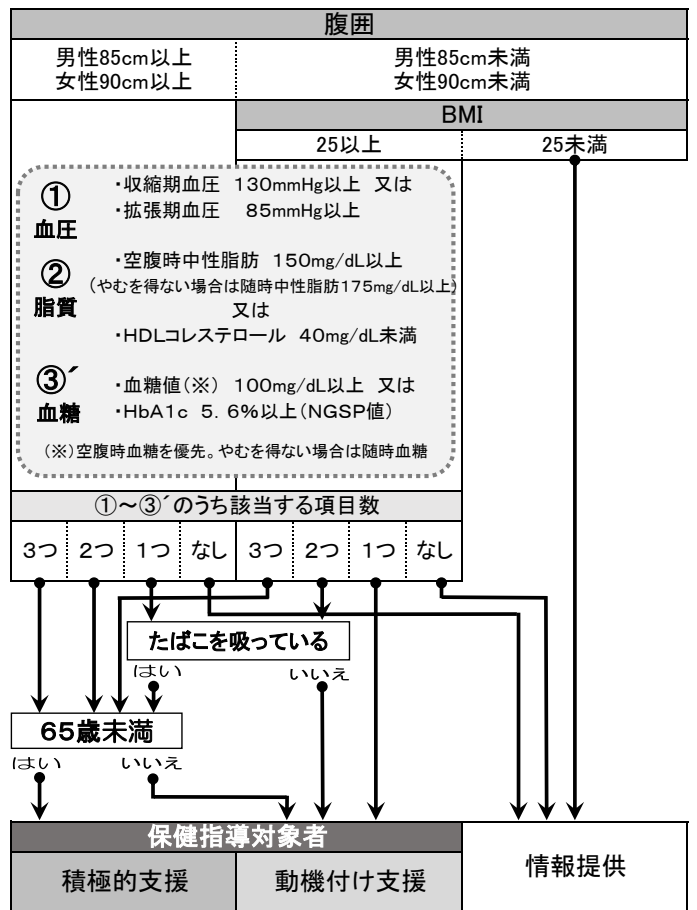 腹囲
男性85cm以上
女性90cm以上
男性85cm未満
女性90cm未満
BMI
25以上
25未満
①
血圧
・収縮期血圧 130mmHg以上 又は
・拡張期血圧 85mmHg以上
②
脂質
・空腹時中性脂肪 150mg/dL以上
(やむを得ない場合は随時中性脂肪175mg/dL以上)
又は
・HDLコレステロール 40mg/dL未満
③´
血糖
・血糖値(※) 100mg/dL以上 又は
・HbA1c 5.6%以上(NGSP値)
(※)空腹時血糖を優先。やむを得ない場合は随時血糖
①~③´のうち該当する項目数
3つ 2つ 1つ なし 3つ 2つ 1つ なし
たばこを吸っている
はい いいえ
65歳未満
はい いいえ
保健指導対象者
積極的支援
動機付け支援
情報提供